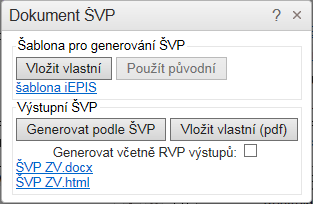 Dokument ŠVP ? ×
Šablona pro generování ŠVP
Vložit vlastní Použít původní
šablona iEPIS
Výstupní ŠVP
Generovat podle ŠVP Vložit vlastní (pdf)
Generovat včetně RVP výstupů:
ŠVP ZV.docx
ŠVP ZV.html